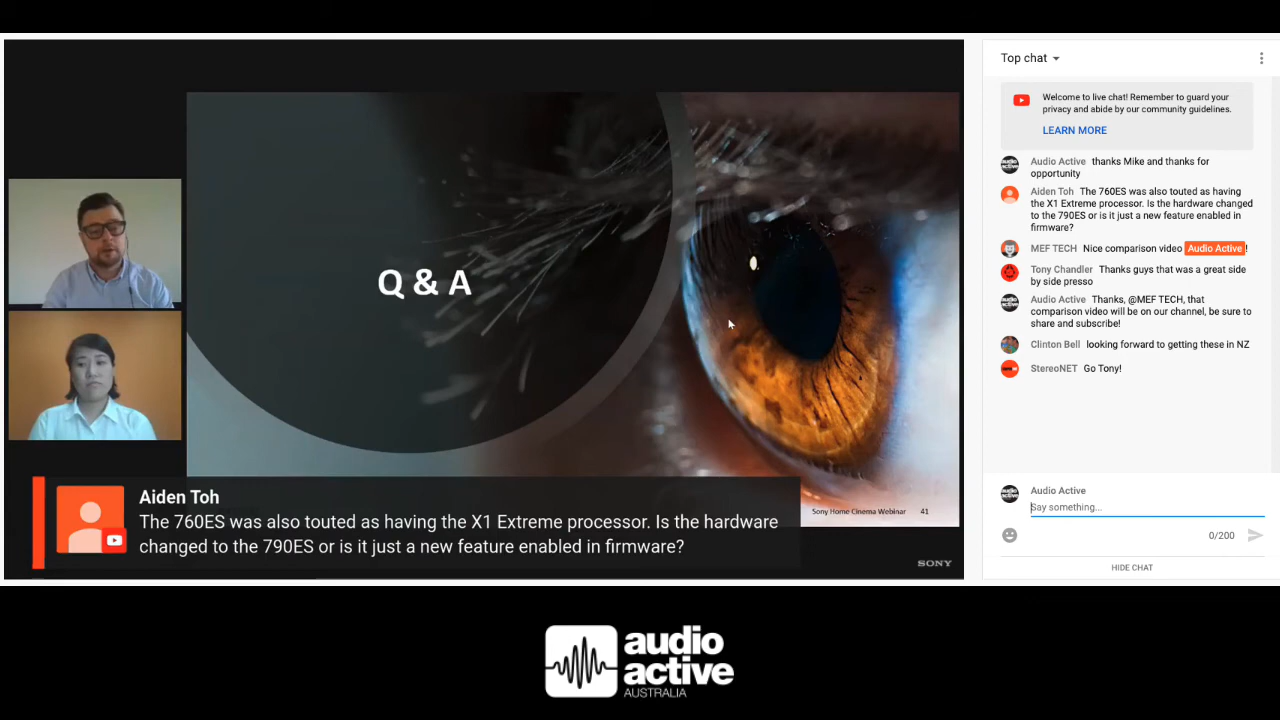 Q & A
Aiden Toh
The 760ES was also touted as having the X1 Extreme processor. Is the hardware
changed to the 790ES or is it just a new feature enabled in firmware?
Sony Home Cinema Webinar 41
SONY
Top chat
Welcome to live chat! Remember to guard your
privacy and abide by our community guidelines.
LEARN MORE
Audio Active thanks Mike and thanks for
opportunity
Aiden Toh The 760ES was also touted as having
the X1 Extreme processor. Is the hardware changed
to the 790ES or is it just a new feature enabled in
firmware?
MEF TECH Nice comparison video Audio Active !
Tony Chandler Thanks guys that was a great side
by side presso
Audio Active Thanks, @MEF TECH, that
comparison video will be on our channel, be sure to
share and subscribe!
Clinton Bell looking forward to getting these in NZ
StereoNET Go Tony!
Audio Active
Say something...
0/200
HIDE CHAT
audio
active
AUSTRALIA